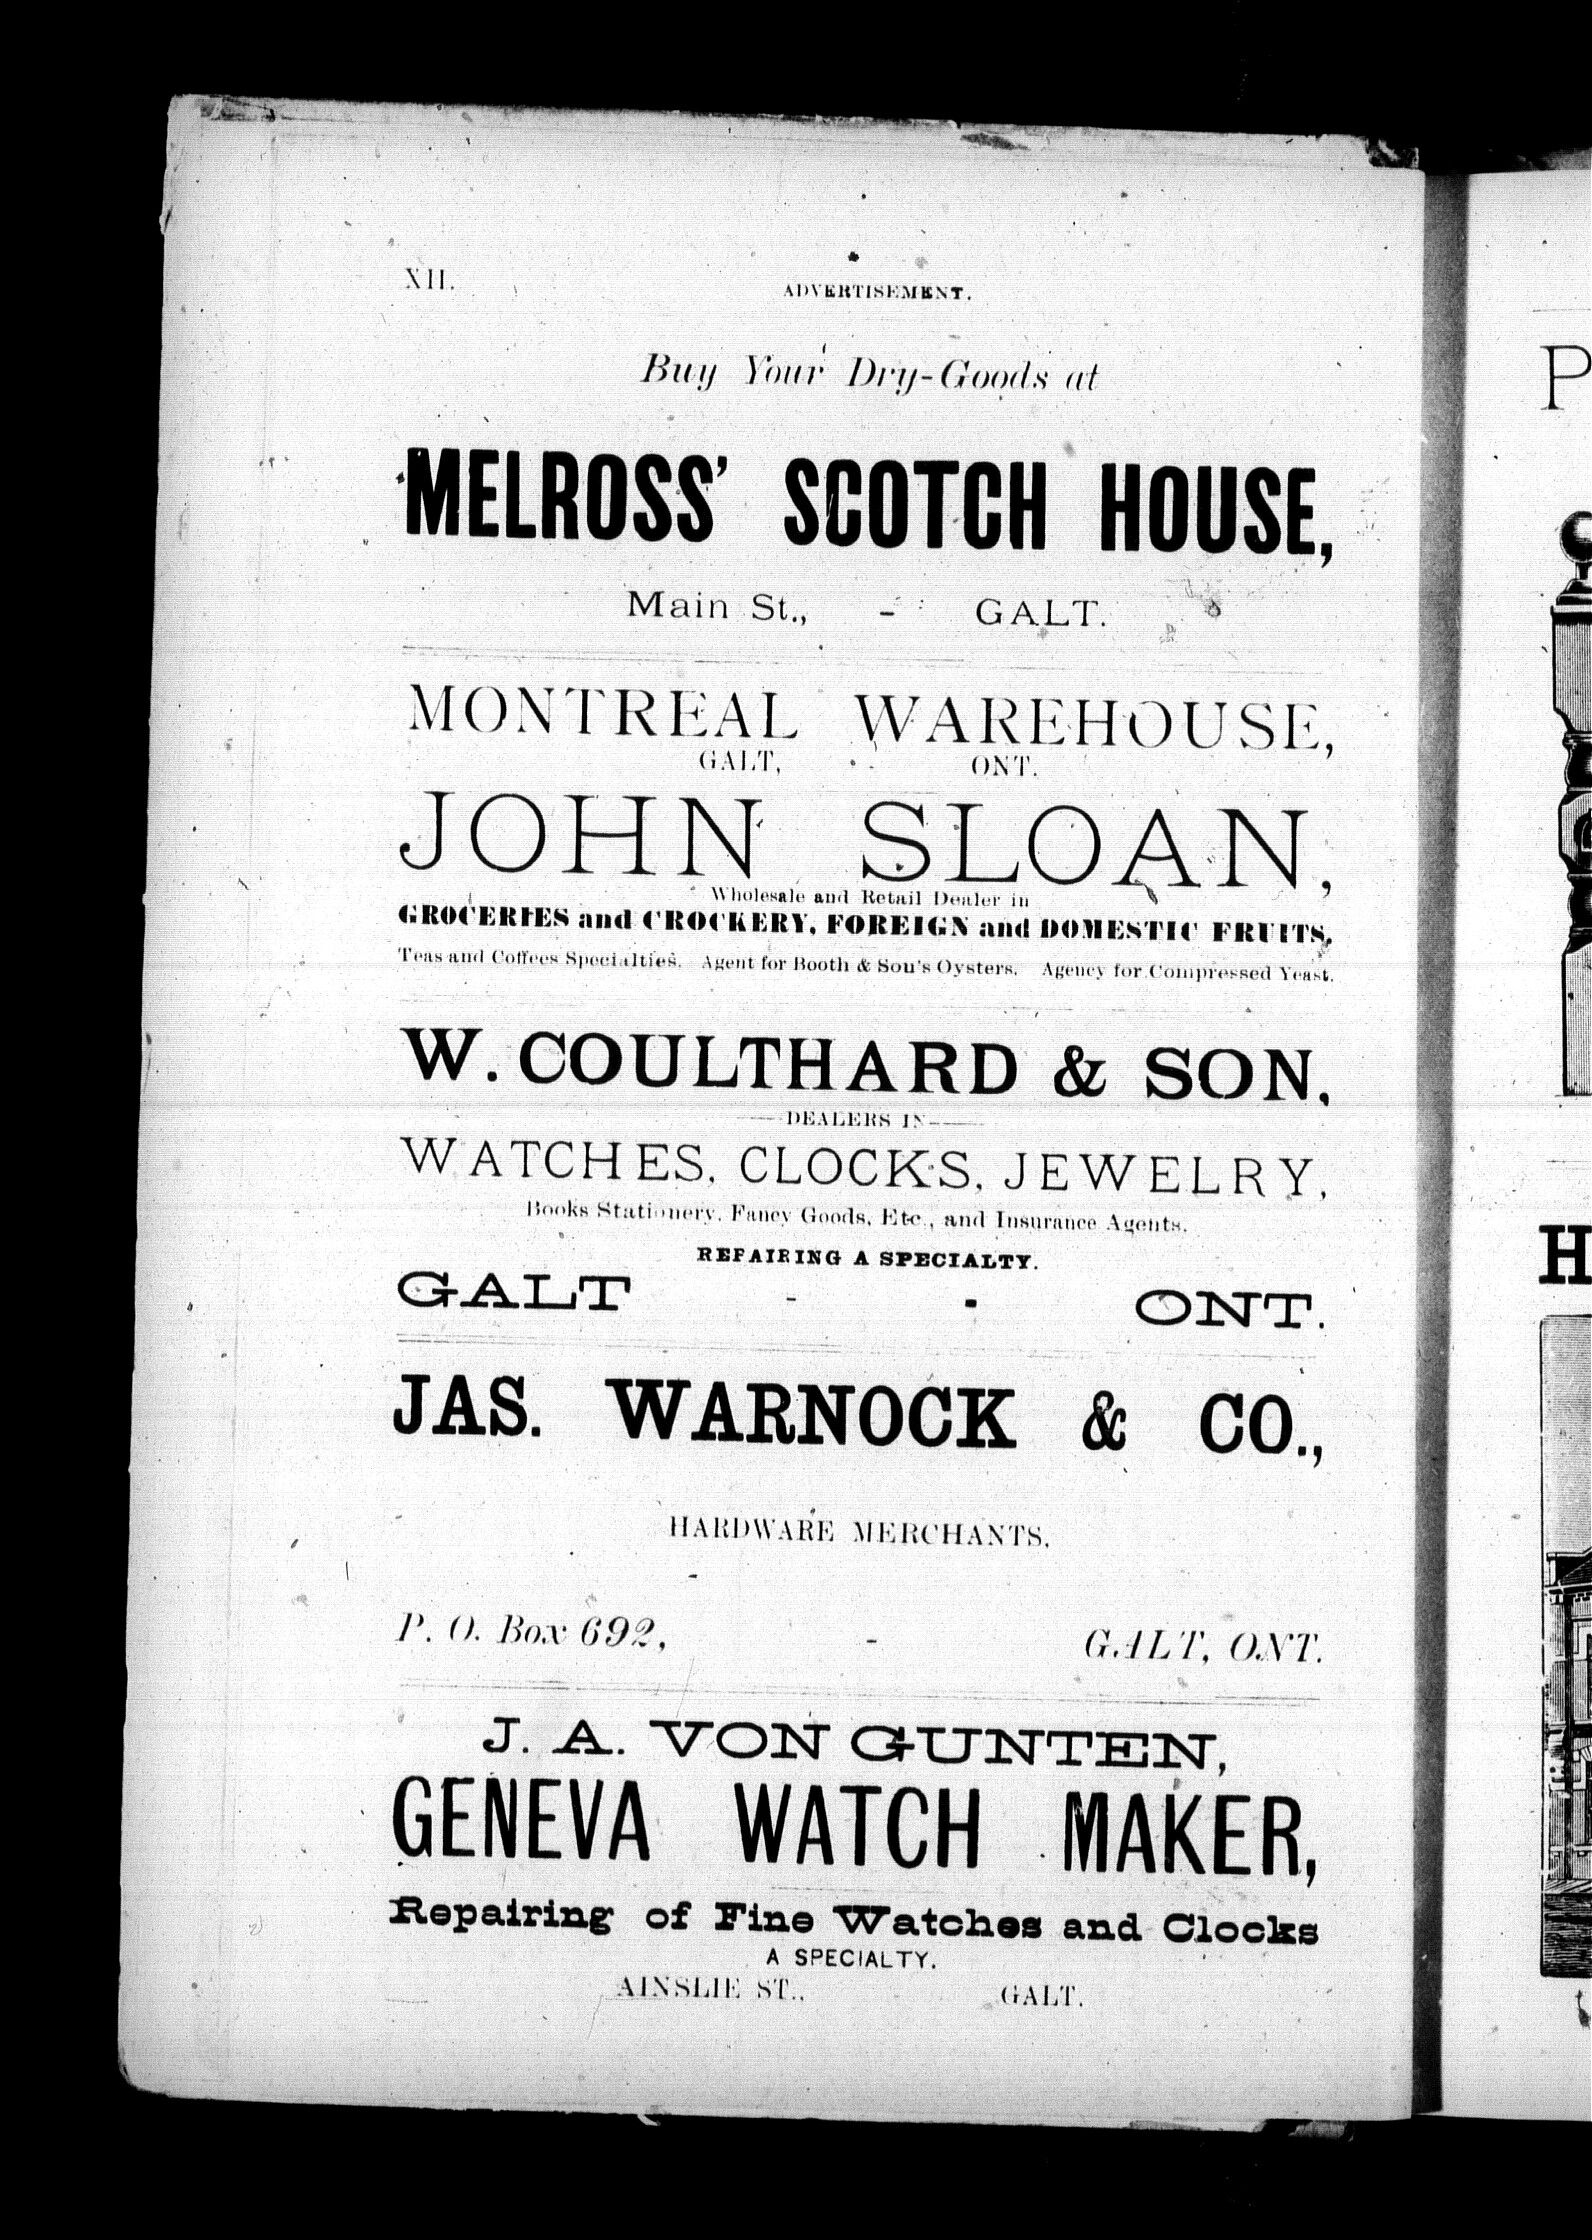 XII.
ADVERTISEMENT.
Buy Your Dry-Goods at
MELROSS' SCOTCH HOUSE,
Main St., - GALT.
MONTREAL WAREHOUSE,
GALT, - ONT.
JOHN SLOAN,
Wholesale and Retail Dealer in
GROCERIES and CROCKERY, FOREIGN and DOMESTIC FRUITS,
Teas and Coffees Specialties. Agent for Booth & Son's Oysters. Agency for Compressed Yeast.
W. COULTHARD & SON,
—DEALERS IN—
WATCHES, CLOCKS, JEWELRY,
Books Stationery, Fancy Goods, Etc., and Insurance Agents.
REPAIRING A SPECIALTY.
GALT - - ONT.
JAS. WARNOCK & CO.,
HARDWARE MERCHANTS,
P. O. Box 692, - GALT, ONT.
J. A. VON GUNTEN,
GENEVA WATCH MAKER,
Repairing of Fine Watches and Clocks
A SPECIALTY.
AINSLIE ST., GALT.
P
H